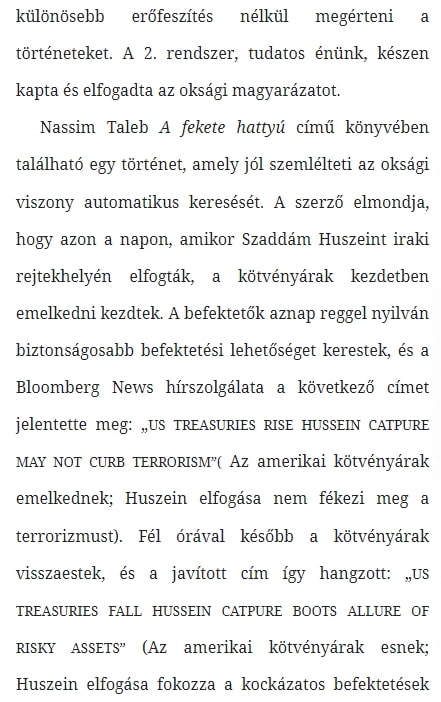 különösebb erőfeszítés nélkül megérteni a
történeteket. A 2. rendszer, tudatos énünk, készen
kapta és elfogadta az oksági magyarázatot.
Nassim Taleb A fekete hattyú című könyvében
található egy történet, amely jól szemlélteti az oksági
viszony automatikus keresését. A szerző elmondja,
hogy azon a napon, amikor Szaddám Huszeint iraki
rejtekhelyén elfogták, a kötvényárak kezdetben
emelkedni kezdtek. A befektetők aznap reggel nyilván
biztonságosabb befektetési lehetőséget kerestek, és a
Bloomberg News hírszolgálata a következő címet
jelentette meg: „US TREASURIES RISE HUSSEIN CATPURE
MAY NOT CURB TERRORISM”( Az amerikai kötvényárak
emelkednek; Huszein elfogása nem fékezi meg a
terrorizmust). Fél órával később a kötvényárak
visszaestek, és a javított cím így hangzott: „US
TREASURIES FALL HUSSEIN CATPURE BOOTS ALLURE OF
RISKY ASSETS” (Az amerikai kötvényárak esnek;
Huszein elfogása fokozza a kockázatos befektetések